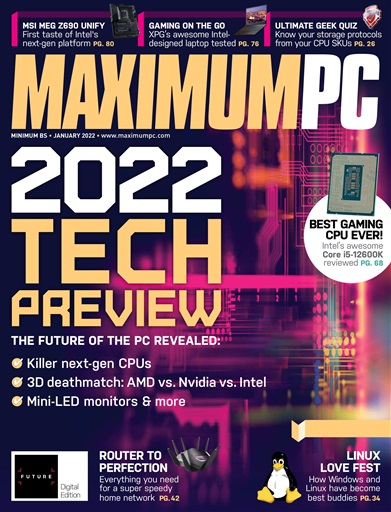 MSI MEG Z690 UNIFY
First taste of Intel's
next-gen platform PG. 80
GAMING ON THE GO
XPG's awesome Intel-
designed laptop tested PG. 76
ULTIMATE GEEK QUIZ
Know your storage protocols
from your CPU SKUs PG. 26
MAXIMUMPC
MINIMUM BS • JANUARY 2022 • www.maximumpc.com
2022
TECH
PREVIEW
THE FUTURE OF THE PC REVEALED:
Killer next-gen CPUs
3D deathmatch: AMD vs. Nvidia vs. Intel
Mini-LED monitors & more
BEST GAMING
CPU EVER!
Intel's awesome
Core i5-12600K
reviewed PG. 68
FUTURE
Digital
Edition
ROUTER TO
PERFECTION
Everything you need
for a super speedy
home network PG. 42
LINUX
LOVE FEST
How Windows and
Linux have become
best buddies PG. 34